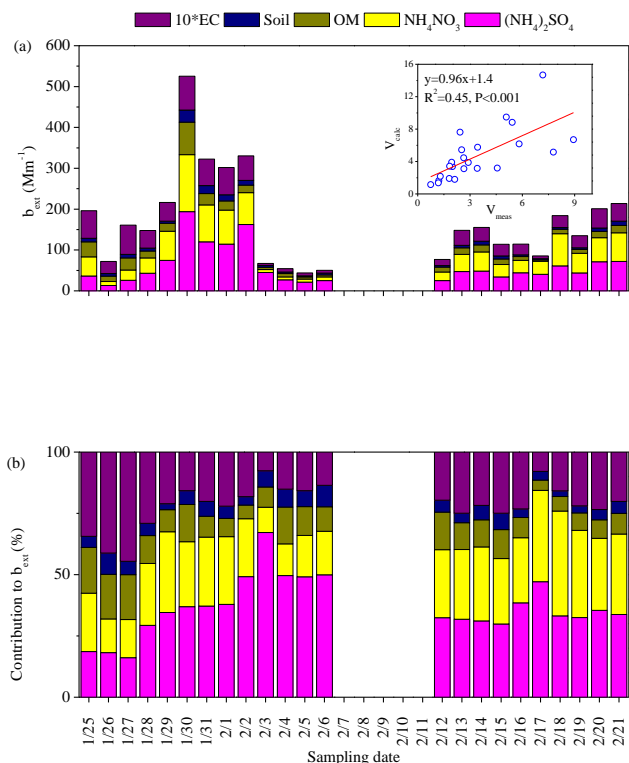 10*EC Soil OM NH₄NO₃ (NH₄)₂SO₄
(a)
600
500
400
300
200
100
0
b_ext (Mm⁻¹)
16
12
8
4
0
V_calc
y=0.96x+1.4
R²=0.45, P<0.001
0 3 6 9
V_meas
(b)
100
50
0
Contribution to b_ext (%)
1/25 1/26 1/27 1/28 1/29 1/30 1/31 2/1 2/2 2/3 2/4 2/5 2/6 2/7 2/8 2/9 2/10 2/11 2/12 2/13 2/14 2/15 2/16 2/17 2/18 2/19 2/20 2/21
Sampling date